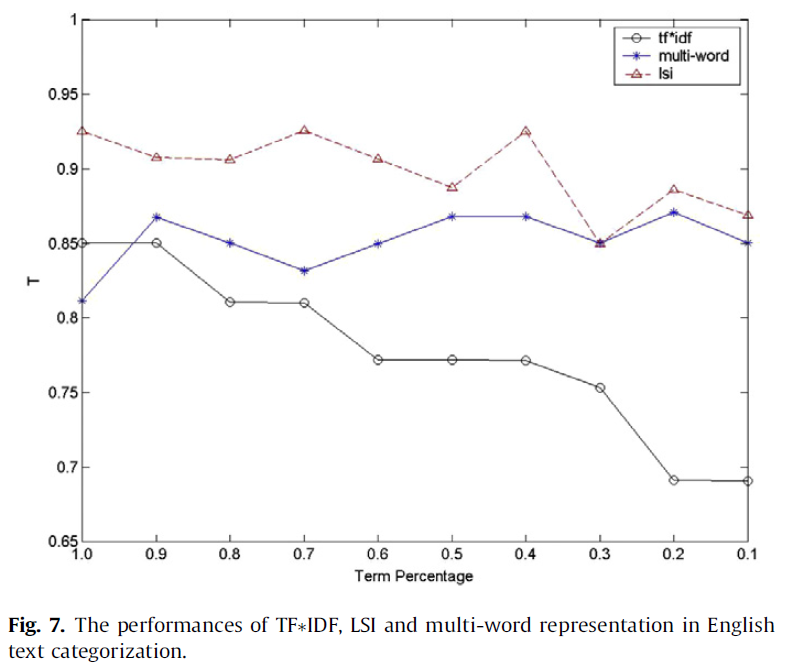 1
0.95
0.9
0.85
0.8
0.75
0.7
0.65
T
tf*idf
multi-word
lsi
1.0 0.9 0.8 0.7 0.6 0.5 0.4 0.3 0.2 0.1
Term Percentage
Fig. 7. The performances of TF*IDF, LSI and multi-word representation in English
text categorization.